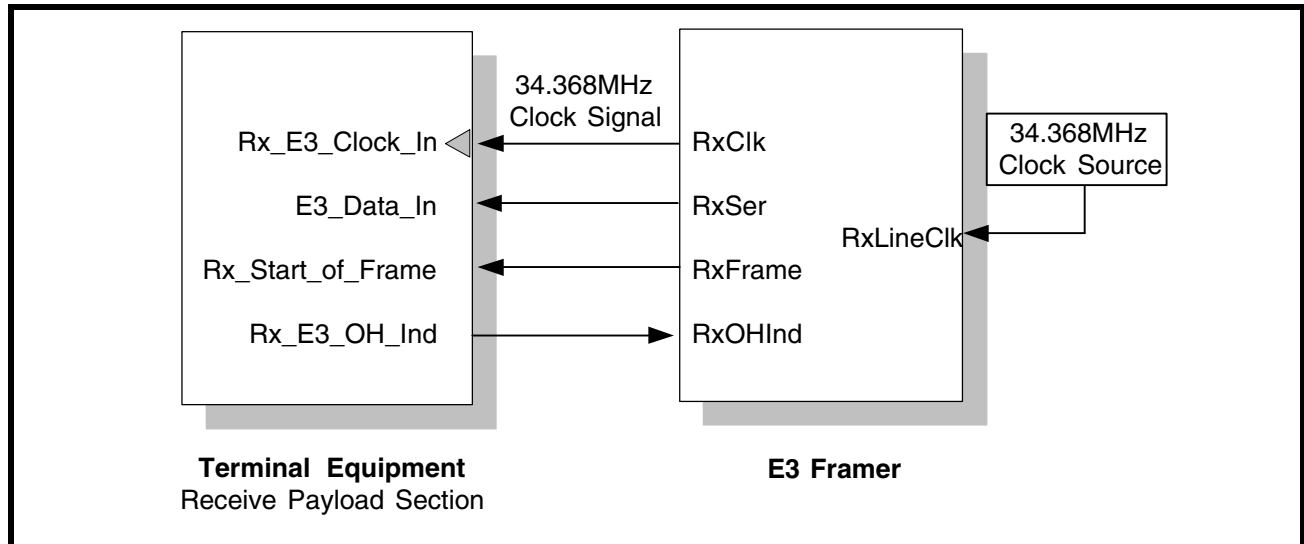 34.368MHz
Clock Signal
34.368MHz
Clock Source
Rx_E3_Clock_In
RxClk
E3_Data_In
RxSer
RxLineClk
Rx_Start_of_Frame
RxFrame
Rx_E3_OH_Ind
RxOHInd
Terminal Equipment
Receive Payload Section
E3 Framer